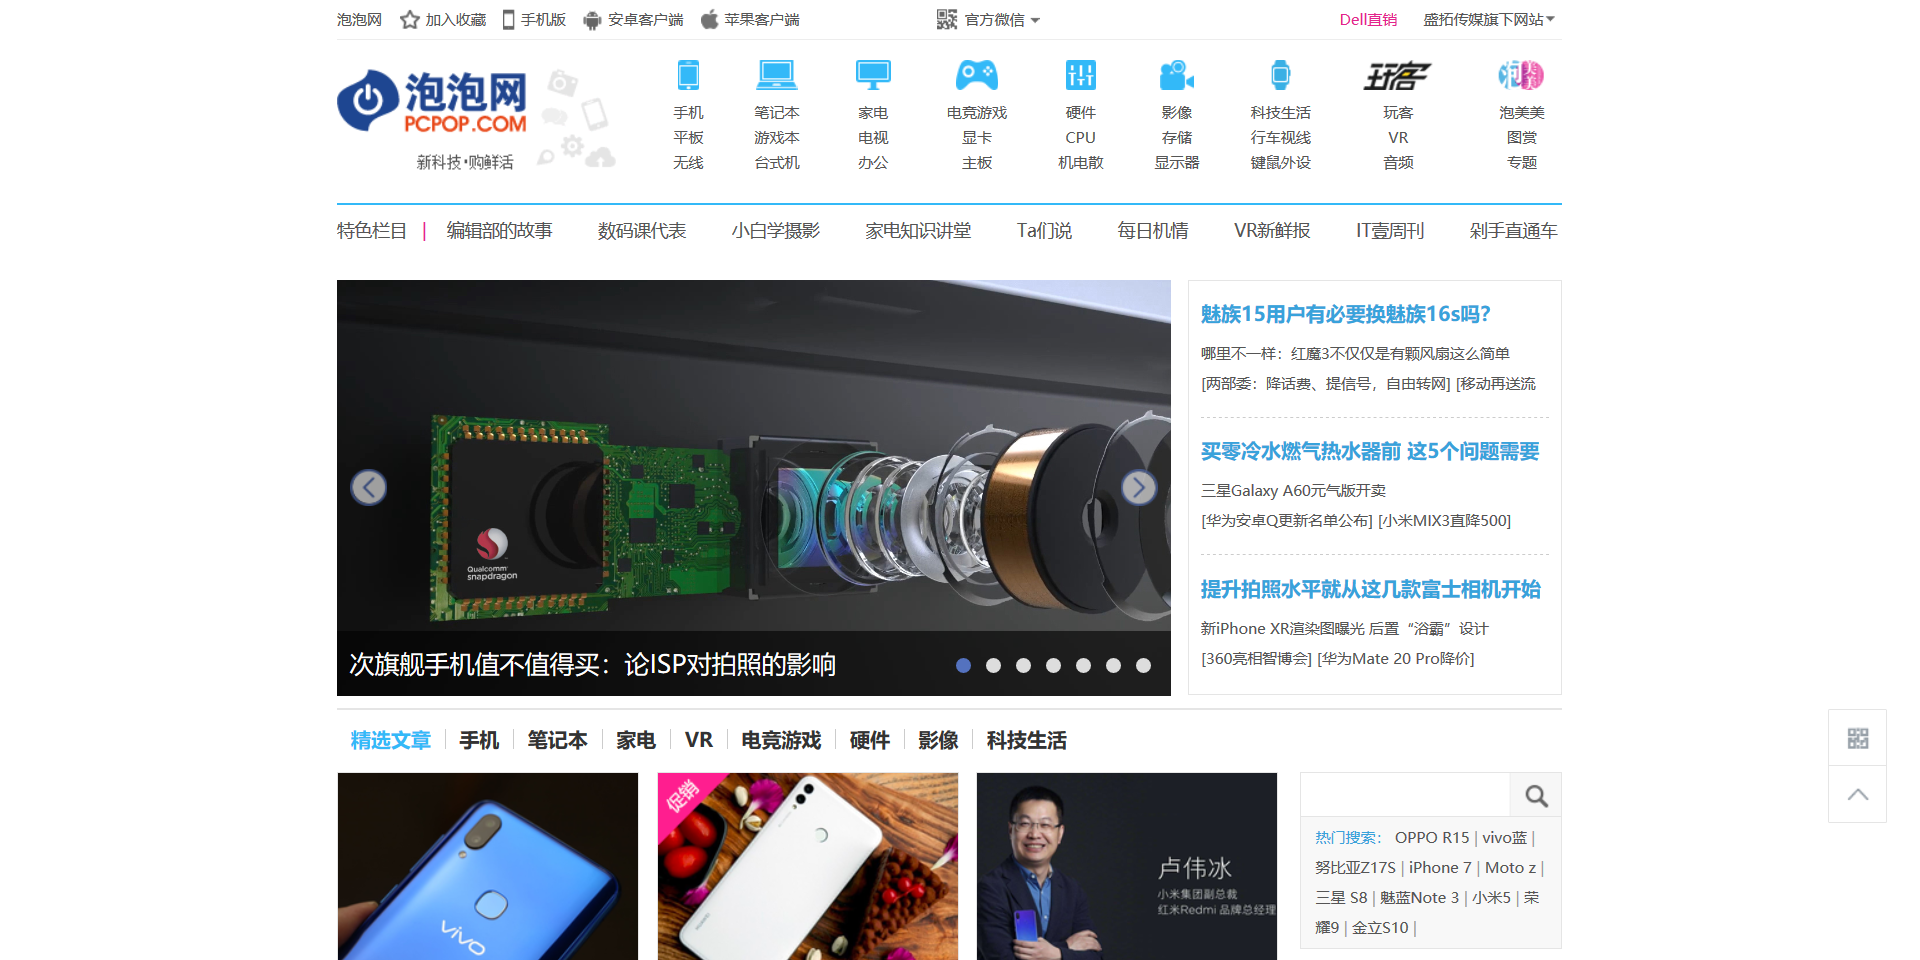 泡泡网 加入收藏 手机版 安卓客户端 苹果客户端 官方微信 Dell直销 盛拓传媒旗下网站
泡泡网
PCPOP.COM
新科技·购鲜活
手机 笔记本 家电 电竞游戏 硬件 影像 科技生活 玩客 泡美美
平板 游戏本 电视 显卡 CPU 存储 行车视线 VR 图赏
无线 台式机 办公 主板 机电散 显示器 键鼠外设 音频 专题
特色栏目 | 编辑部的故事 数码课代表 小白学摄影 家电知识讲堂 Ta们说 每日机情 VR新鲜报 IT壹周刊 剁手直通车
Qualcomm
snapdragon
次旗舰手机值不值得买：论ISP对拍照的影响
魅族15用户有必要换魅族16s吗？
哪里不一样：红魔3不仅仅是有颗风扇这么简单
[两部委：降话费、提信号，自由转网] [移动再送流
买零冷水燃气热水器前 这5个问题需要
三星Galaxy A60元气版开卖
[华为安卓Q更新名单公布] [小米MIX3直降500]
提升拍照水平就从这几款富士相机开始
新iPhone XR渲染图曝光 后置“浴霸”设计
[360亮相智博会] [华为Mate 20 Pro降价]
精选文章 手机 笔记本 家电 VR 电竞游戏 硬件 影像 科技生活
vivo
促销
卢伟冰
小米集团副总裁
红米Redmi 品牌总经理
热门搜索： OPPO R15 | vivo蓝 |
努比亚Z17S | iPhone 7 | Moto z |
三星 S8 | 魅蓝Note 3 | 小米5 | 荣
耀9 | 金立S10 |